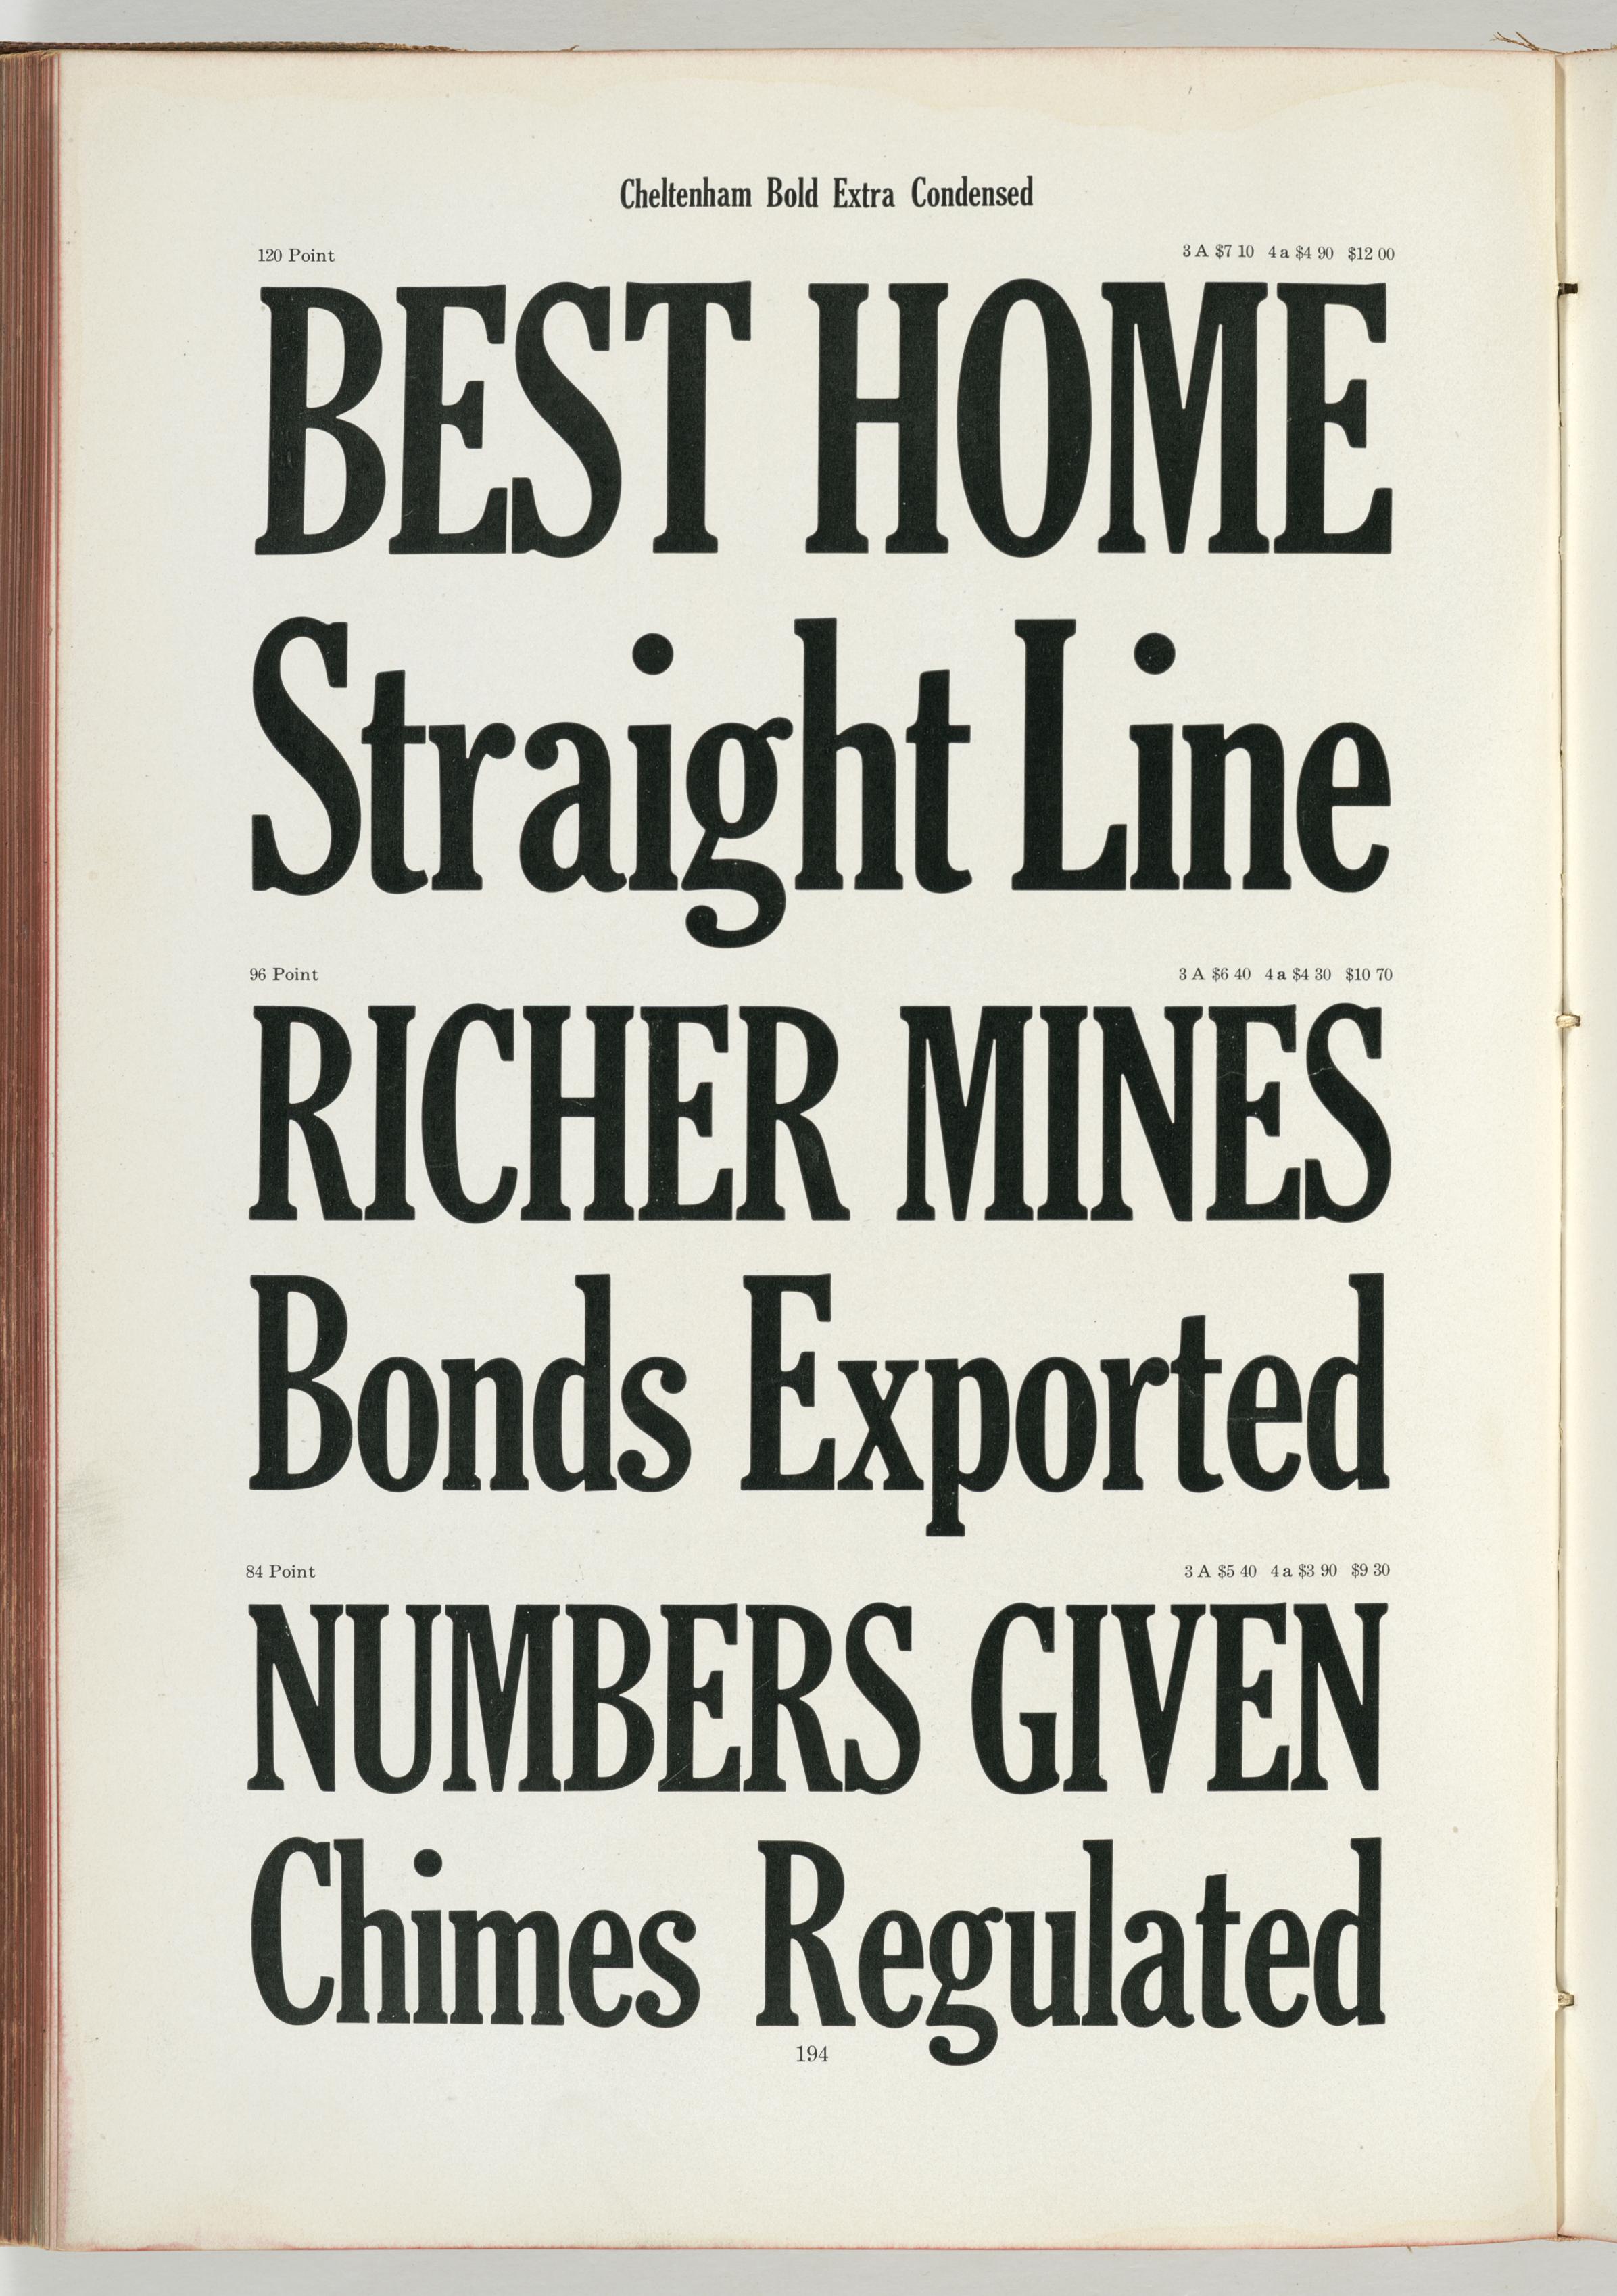 Cheltenham Bold Extra Condensed
120 Point 3 A $7 10 4 a $4 90 $12 00
BEST HOME
Straight Line
96 Point 3 A $6 40 4 a $4 30 $10 70
RICHER MINES
Bonds Exported
84 Point 3 A $5 40 4 a $3 90 $9 30
NUMBERS GIVEN
Chimes Regulated
194